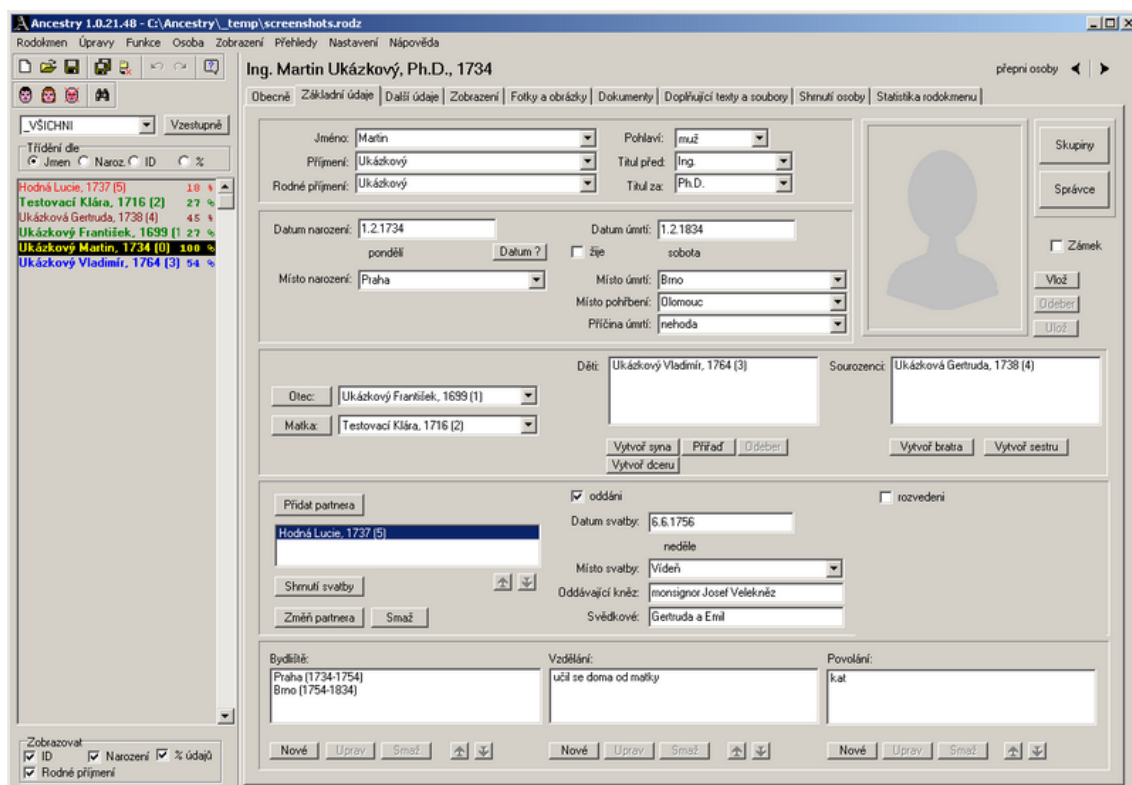 Ancestry 1.0.21.48 - C:\Ancestry\_temp\screenshots.rodz
Rodokmen Úpravy Funkce Osoba Zobrazení Přehledy Nastavení Nápověda
Ing. Martin Ukázkový, Ph.D., 1734
přepni osoby
Obecně Základní údaje Další údaje Zobrazení Fotky a obrázky Dokumenty Doplňující texty a soubory Shrnutí osoby Statistika rodokmenu
_VŠICHNI Vzestupně
Třídění dle
Jmen Naroz. ID %
Hodná Lucie, 1737 (5) 18 %
Testovací Klára, 1716 (2) 27 %
Ukázková Gertruda, 1738 (4) 45 %
Ukázkový František, 1699 (1 27 %
Ukázkový Martin, 1734 (0) 100 %
Ukázkový Vladimír, 1764 (3) 54 %
Zobrazovat
ID Narození % údajů
Rodné příjmení
Jméno: Martin Pohlaví: muž
Příjmení: Ukázkový Titul před: Ing.
Rodné příjmení: Ukázkový Titul za: Ph.D.
Skupiny
Správce
Datum narození: 1.2.1734 Datum úmrtí: 1.2.1834
pondělí Datum ? žije sobota
Zámek
Místo narození: Praha Místo úmrtí: Brno
Vlož
Místo pohřbení: Olomouc
Odeber
Příčina úmrtí: nehoda
Ulož
Děti: Ukázkový Vladimír, 1764 (3) Sourozenci: Ukázková Gertruda, 1738 (4)
Otec: Ukázkový František, 1699 (1)
Matka: Testovací Klára, 1716 (2)
Vytvoř syna Přiřaď Odeber Vytvoř bratra Vytvoř sestru
Vytvoř dceru
Přidat partnera oddáni rozvedeni
Hodná Lucie, 1737 (5)
Datum svatby: 6.6.1756
neděle
Shrnutí svatby
Místo svatby: Vídeň
Oddávající kněz: monsignor Josef Velekněz
Změň partnera Smaž
Svědkové: Gertruda a Emil
Bydliště: Vzdělání: Povolání:
Praha (1734-1754) učil se doma od matky kat
Brno (1754-1834)
Nové Uprav Smaž Nové Uprav Smaž Nové Uprav Smaž